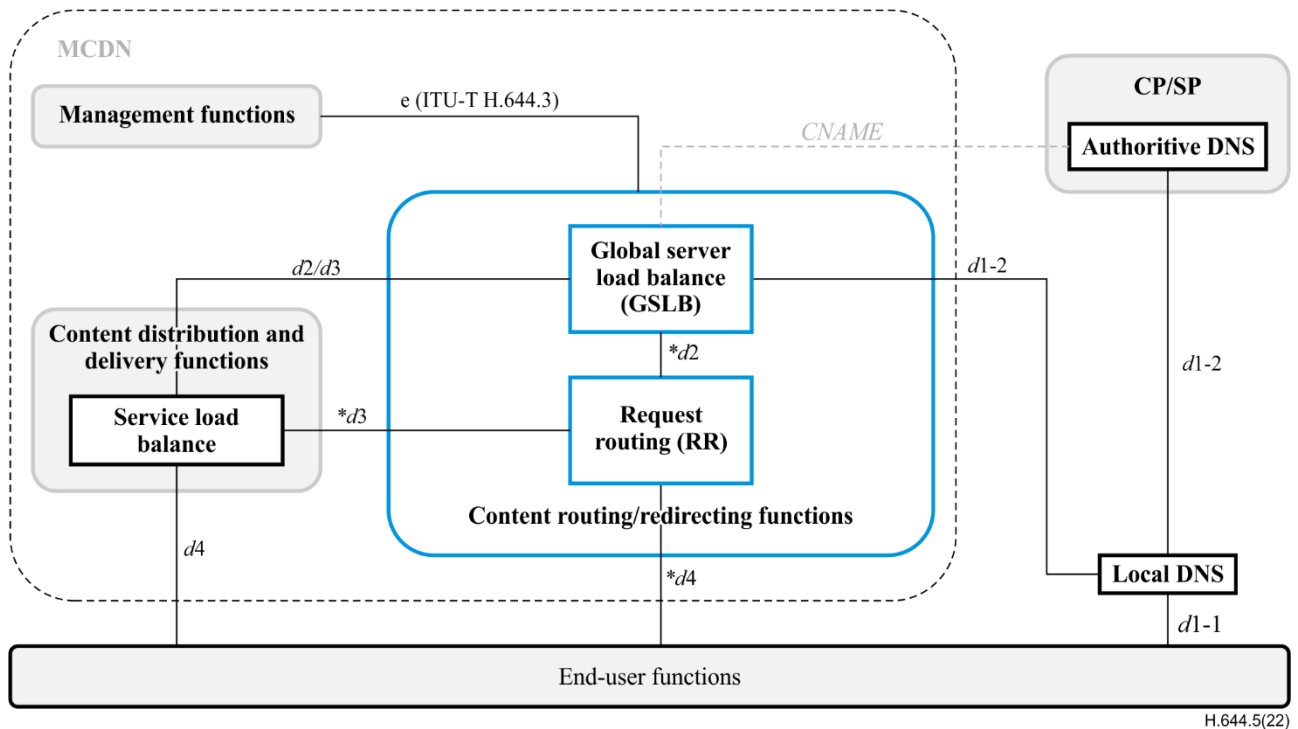 MCDN
Management functions
e (ITU-T H.644.3)
CP/SP
CNAME
Authoritive DNS
Global server
load balance
(GSLB)
d2/d3
d1-2
Content distribution and
delivery functions
*d2
d1-2
Service load
balance
*d3
Request
routing (RR)
Content routing/redirecting functions
d4
*d4
Local DNS
d1-1
End-user functions
H.644.5(22)